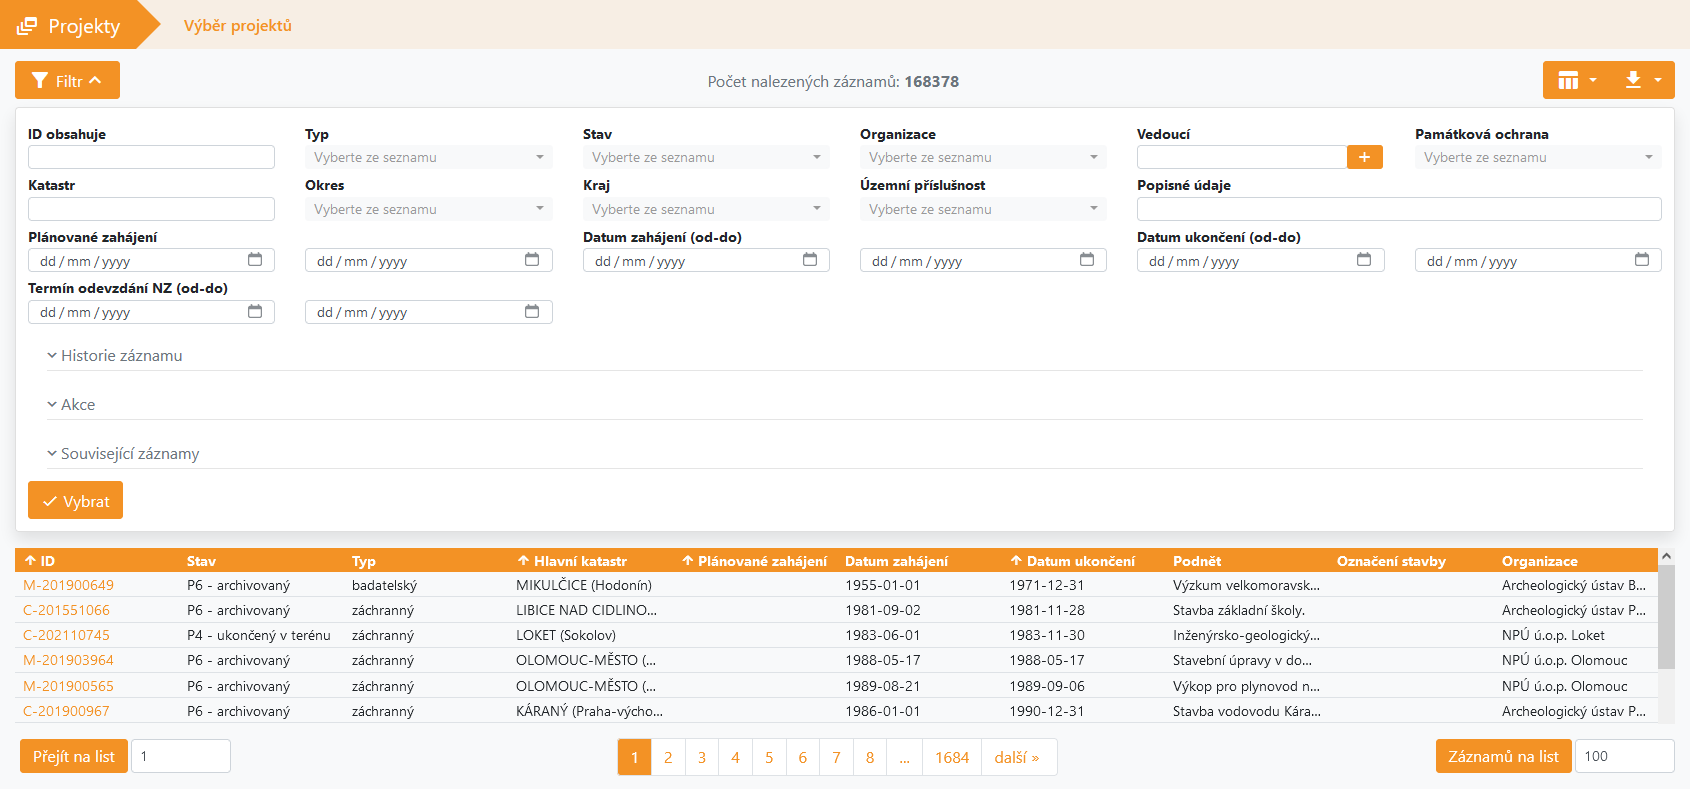 Projekty Výběr projektů
Filtr Počet nalezených záznamů: 168378
ID obsahuje Typ Stav Organizace Vedoucí Památková ochrana
Vyberte ze seznamu Vyberte ze seznamu Vyberte ze seznamu + Vyberte ze seznamu
Katastr Okres Kraj Územní příslušnost Popisné údaje
Vyberte ze seznamu Vyberte ze seznamu Vyberte ze seznamu
Plánované zahájení Datum zahájení (od-do) Datum ukončení (od-do)
dd/mm/yyyy dd/mm/yyyy dd/mm/yyyy dd/mm/yyyy dd/mm/yyyy dd/mm/yyyy
Termín odevzdání NZ (od-do)
dd/mm/yyyy dd/mm/yyyy
Historie záznamu
Akce
Související záznamy
Vybrat
ID Stav Typ Hlavní katastr Plánované zahájení Datum zahájení Datum ukončení Podnět Označení stavby Organizace
M-201900649 P6 - archivovaný badatelský MIKULČICE (Hodonín) 1955-01-01 1971-12-31 Výzkum velkomoravsk... Archeologický ústav B...
C-201551066 P6 - archivovaný záchranný LIBICE NAD CIDLINO... 1981-09-02 1981-11-28 Stavba základní školy. Archeologický ústav P...
C-202110745 P4 - ukončený v terénu záchranný LOKET (Sokolov) 1983-06-01 1983-11-30 Inženýrsko-geologický... NPÚ ú.o.p. Loket
M-201903964 P6 - archivovaný záchranný OLOMOUC-MĚSTO (... 1988-05-17 1988-05-17 Stavební úpravy v do... NPÚ ú.o.p. Olomouc
M-201900565 P6 - archivovaný záchranný OLOMOUC-MĚSTO (... 1989-08-21 1989-09-06 Výkop pro plynovod n... NPÚ ú.o.p. Olomouc
C-201900967 P6 - archivovaný záchranný KÁRANÝ (Praha-výcho... 1986-01-01 1990-12-31 Stavba vodovodu Kára... Archeologický ústav P...
Přejít na list 1 1 2 3 4 5 6 7 8 ... 1684 další » Záznamů na list 100